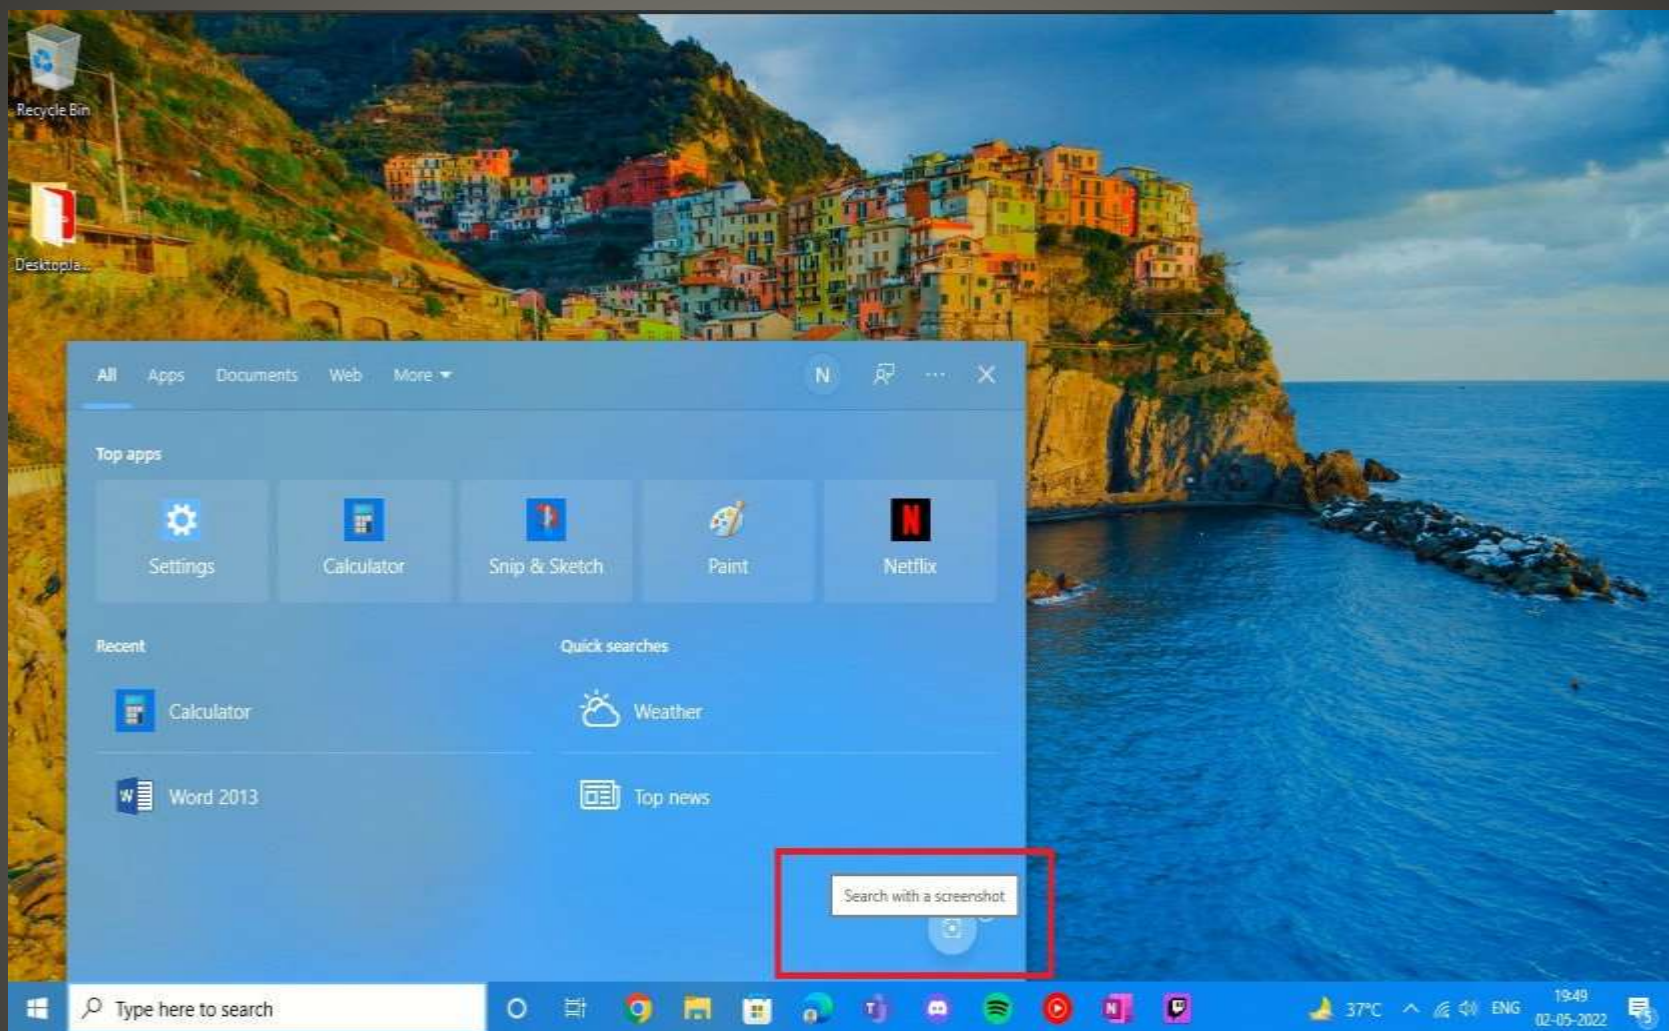 Recycle Bin
Desktopla...
All Apps Documents Web More
N
Top apps
Settings Calculator Snip & Sketch Paint Netflix
Recent
Quick searches
Calculator
Weather
Word 2013
Top news
Search with a screenshot
Type here to search
37°C
ENG
19:49
02-05-2022
5